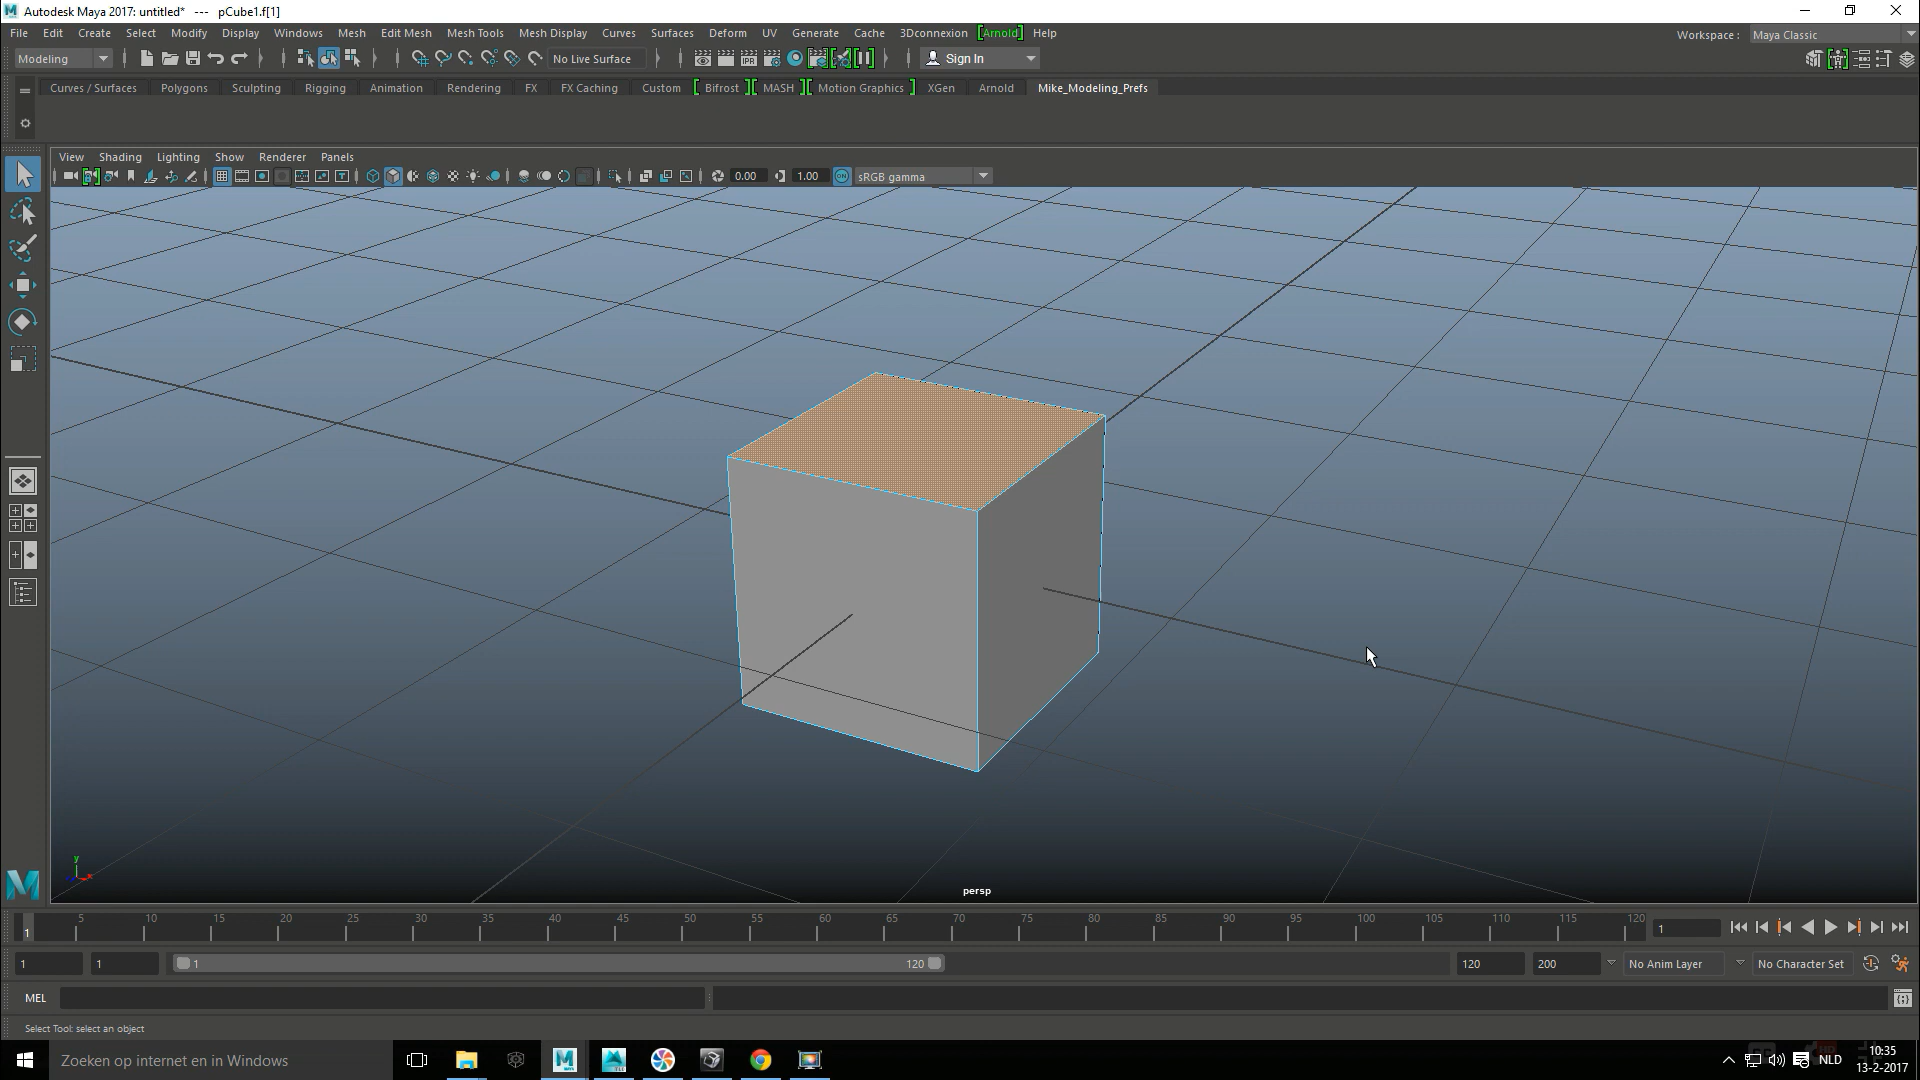 Autodesk Maya 2017: untitled* --- pCube1.f[1]
File Edit Create Select Modify Display Windows Mesh Edit Mesh Mesh Tools Mesh Display Curves Surfaces Deform UV Generate Cache 3Dconnexion [Arnold] Help Workspace : Maya Classic
Modeling No Live Surface IPR Sign In
Curves / Surfaces Polygons Sculpting Rigging Animation Rendering FX FX Caching Custom [ Bifrost ] [ MASH ] [ Motion Graphics ] XGen Arnold Mike_Modeling_Prefs
View Shading Lighting Show Renderer Panels
0.00 1.00 ON sRGB gamma
y
persp
5 10 15 20 25 30 35 40 45 50 55 60 65 70 75 80 85 90 95 100 105 110 115 120
1 1
1 1 1 120 120 200 No Anim Layer No Character Set
MEL
Select Tool: select an object
Zoeken op internet en in Windows NLD 10:35
13-2-2017